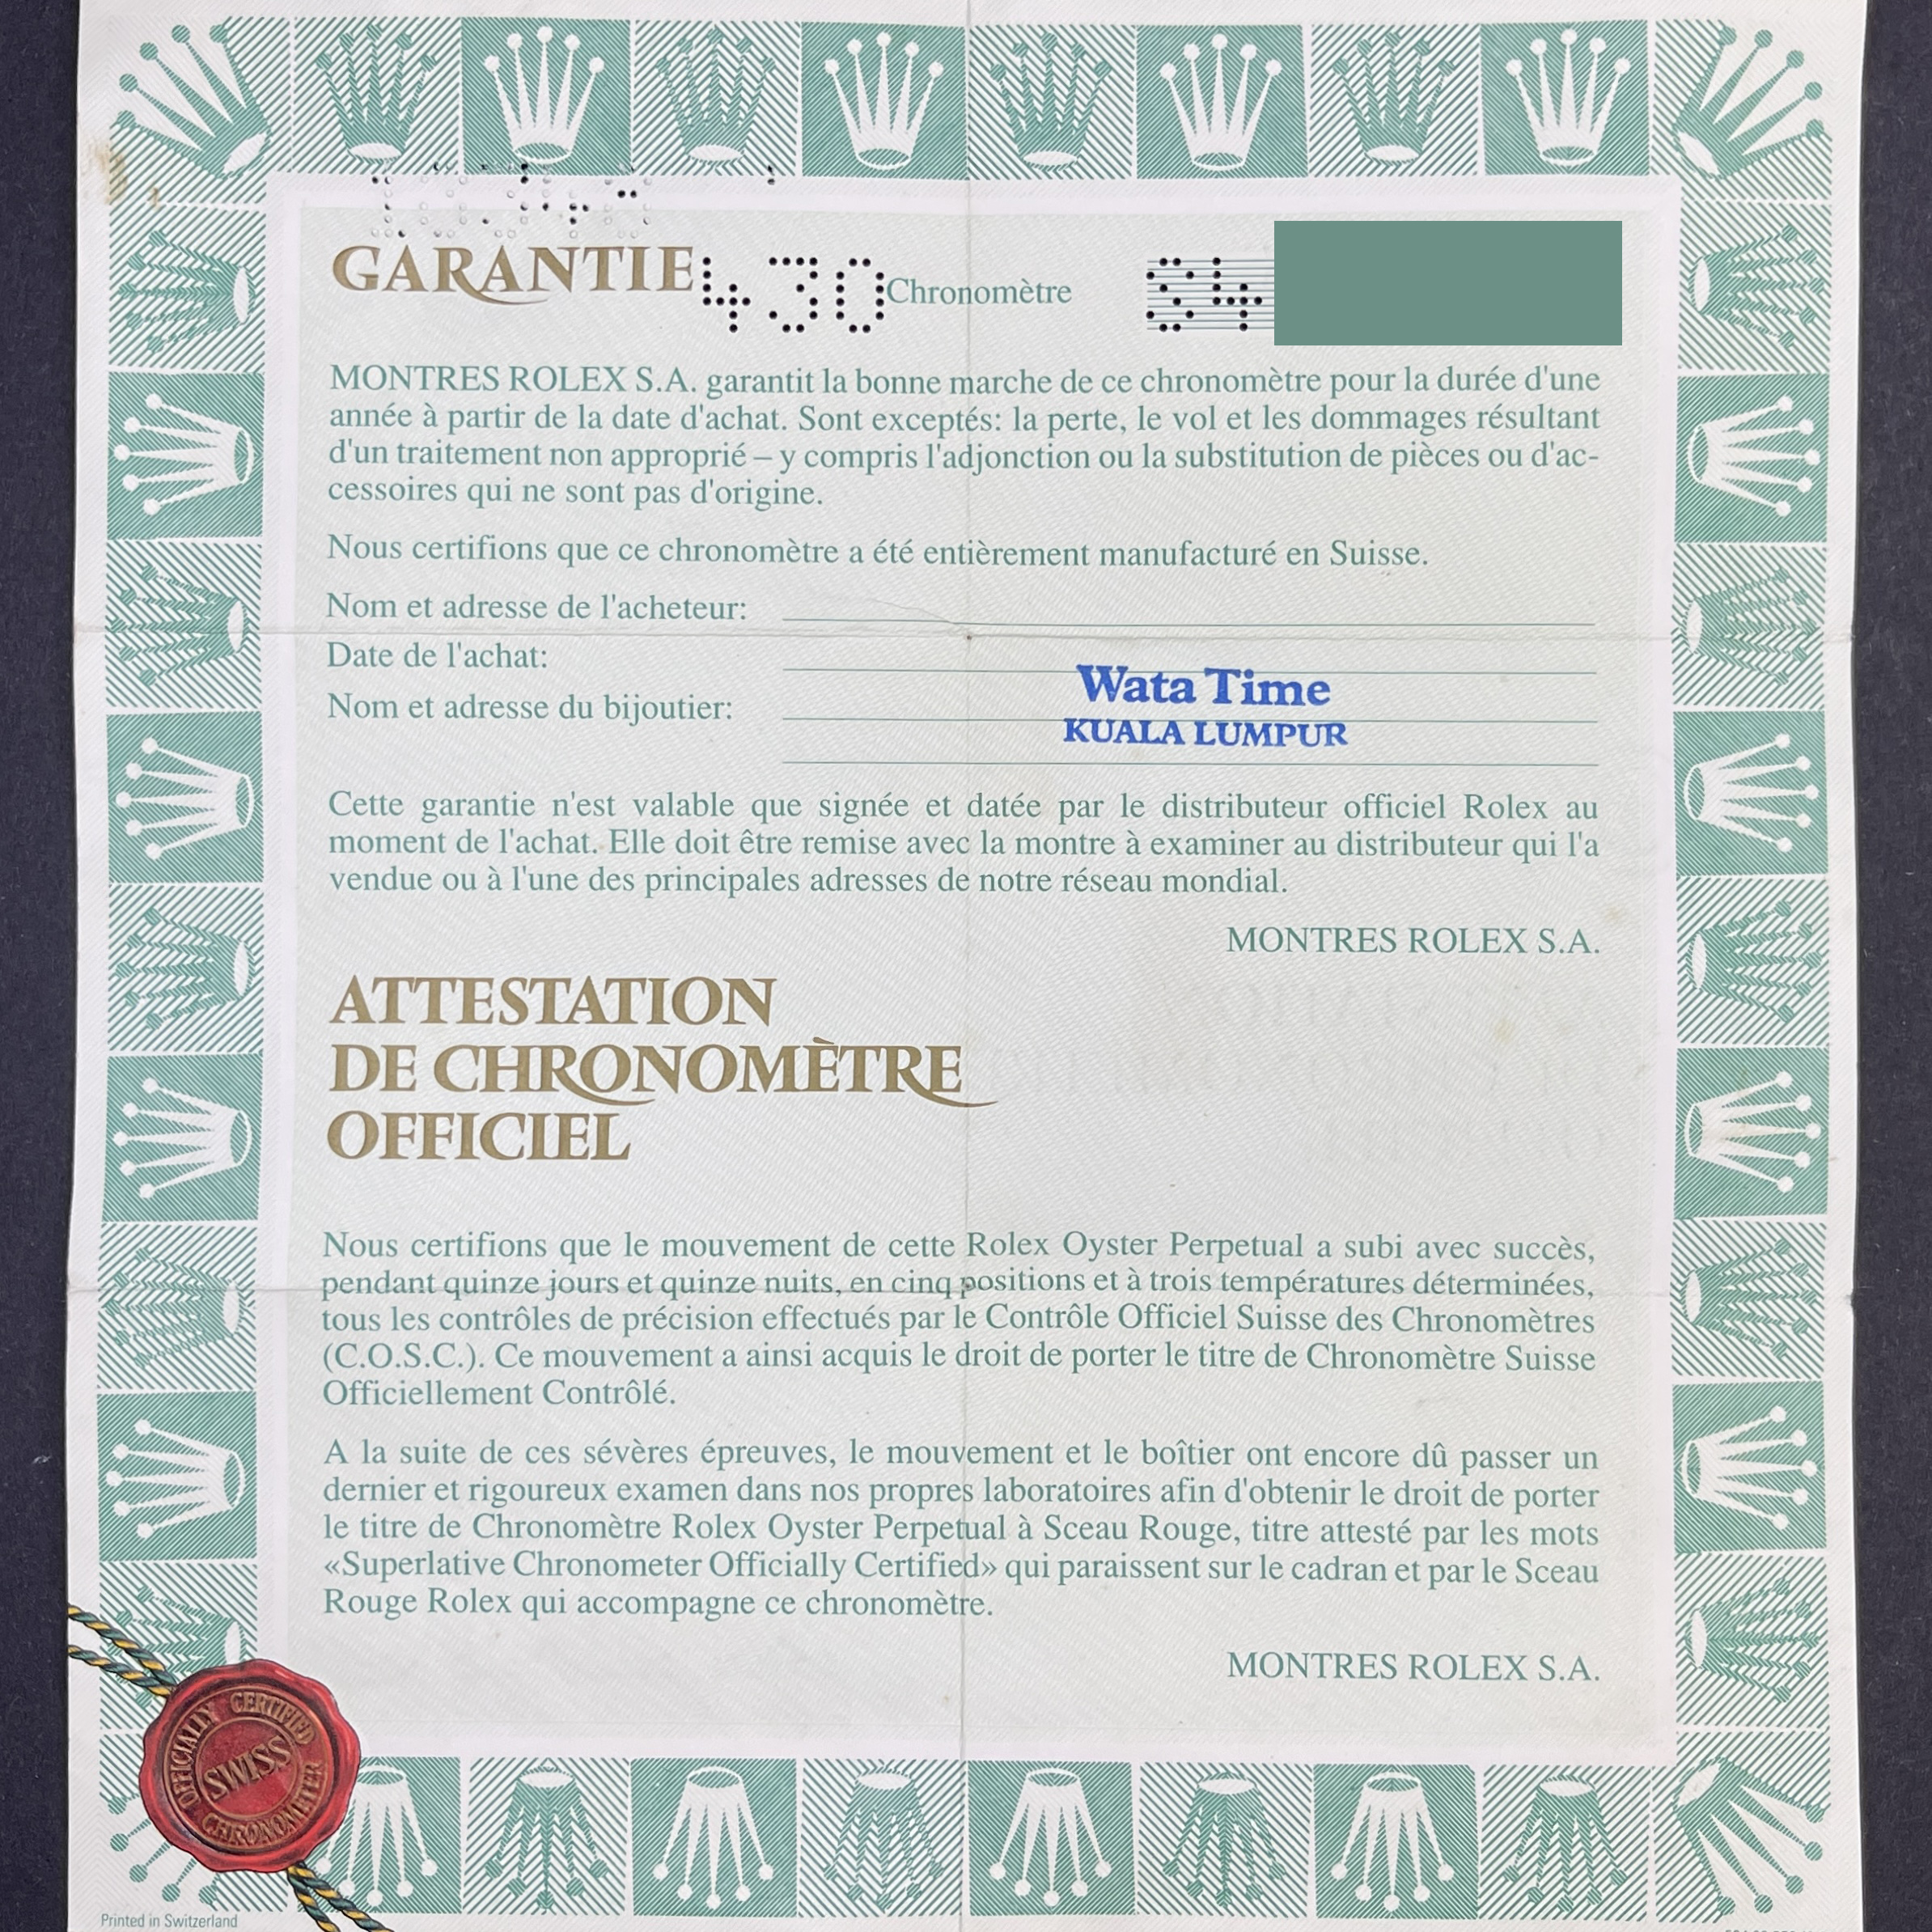 GARANTIE 430 Chronomètre 84
MONTRES ROLEX S.A. garantit la bonne marche de ce chronomètre pour la durée d'une
année à partir de la date d'achat. Sont exceptés: la perte, le vol et les dommages résultant
d'un traitement non approprié – y compris l'adjonction ou la substitution de pièces ou d'ac-
cessoires qui ne sont pas d'origine.
Nous certifions que ce chronomètre a été entièrement manufacturé en Suisse.
Nom et adresse de l'acheteur:
Date de l'achat:
Wata Time
Nom et adresse du bijoutier:
KUALA LUMPUR
Cette garantie n'est valable que signée et datée par le distributeur officiel Rolex au
moment de l'achat. Elle doit être remise avec la montre à examiner au distributeur qui l'a
vendue ou à l'une des principales adresses de notre réseau mondial.
MONTRES ROLEX S.A.
ATTESTATION
DE CHRONOMÈTRE
OFFICIEL
Nous certifions que le mouvement de cette Rolex Oyster Perpetual a subi avec succès,
pendant quinze jours et quinze nuits, en cinq positions et à trois températures déterminées,
tous les contrôles de précision effectués par le Contrôle Officiel Suisse des Chronomètres
(C.O.S.C.). Ce mouvement a ainsi acquis le droit de porter le titre de Chronomètre Suisse
Officiellement Contrôlé.
A la suite de ces sévères épreuves, le mouvement et le boîtier ont encore dû passer un
dernier et rigoureux examen dans nos propres laboratoires afin d'obtenir le droit de porter
le titre de Chronomètre Rolex Oyster Perpetual à Sceau Rouge, titre attesté par les mots
«Superlative Chronometer Officially Certified» qui paraissent sur le cadran et par le Sceau
Rouge Rolex qui accompagne ce chronomètre.
MONTRES ROLEX S.A.
OFFICIALLY CERTIFIED
SWISS
CHRONOMETER
Printed in Switzerland